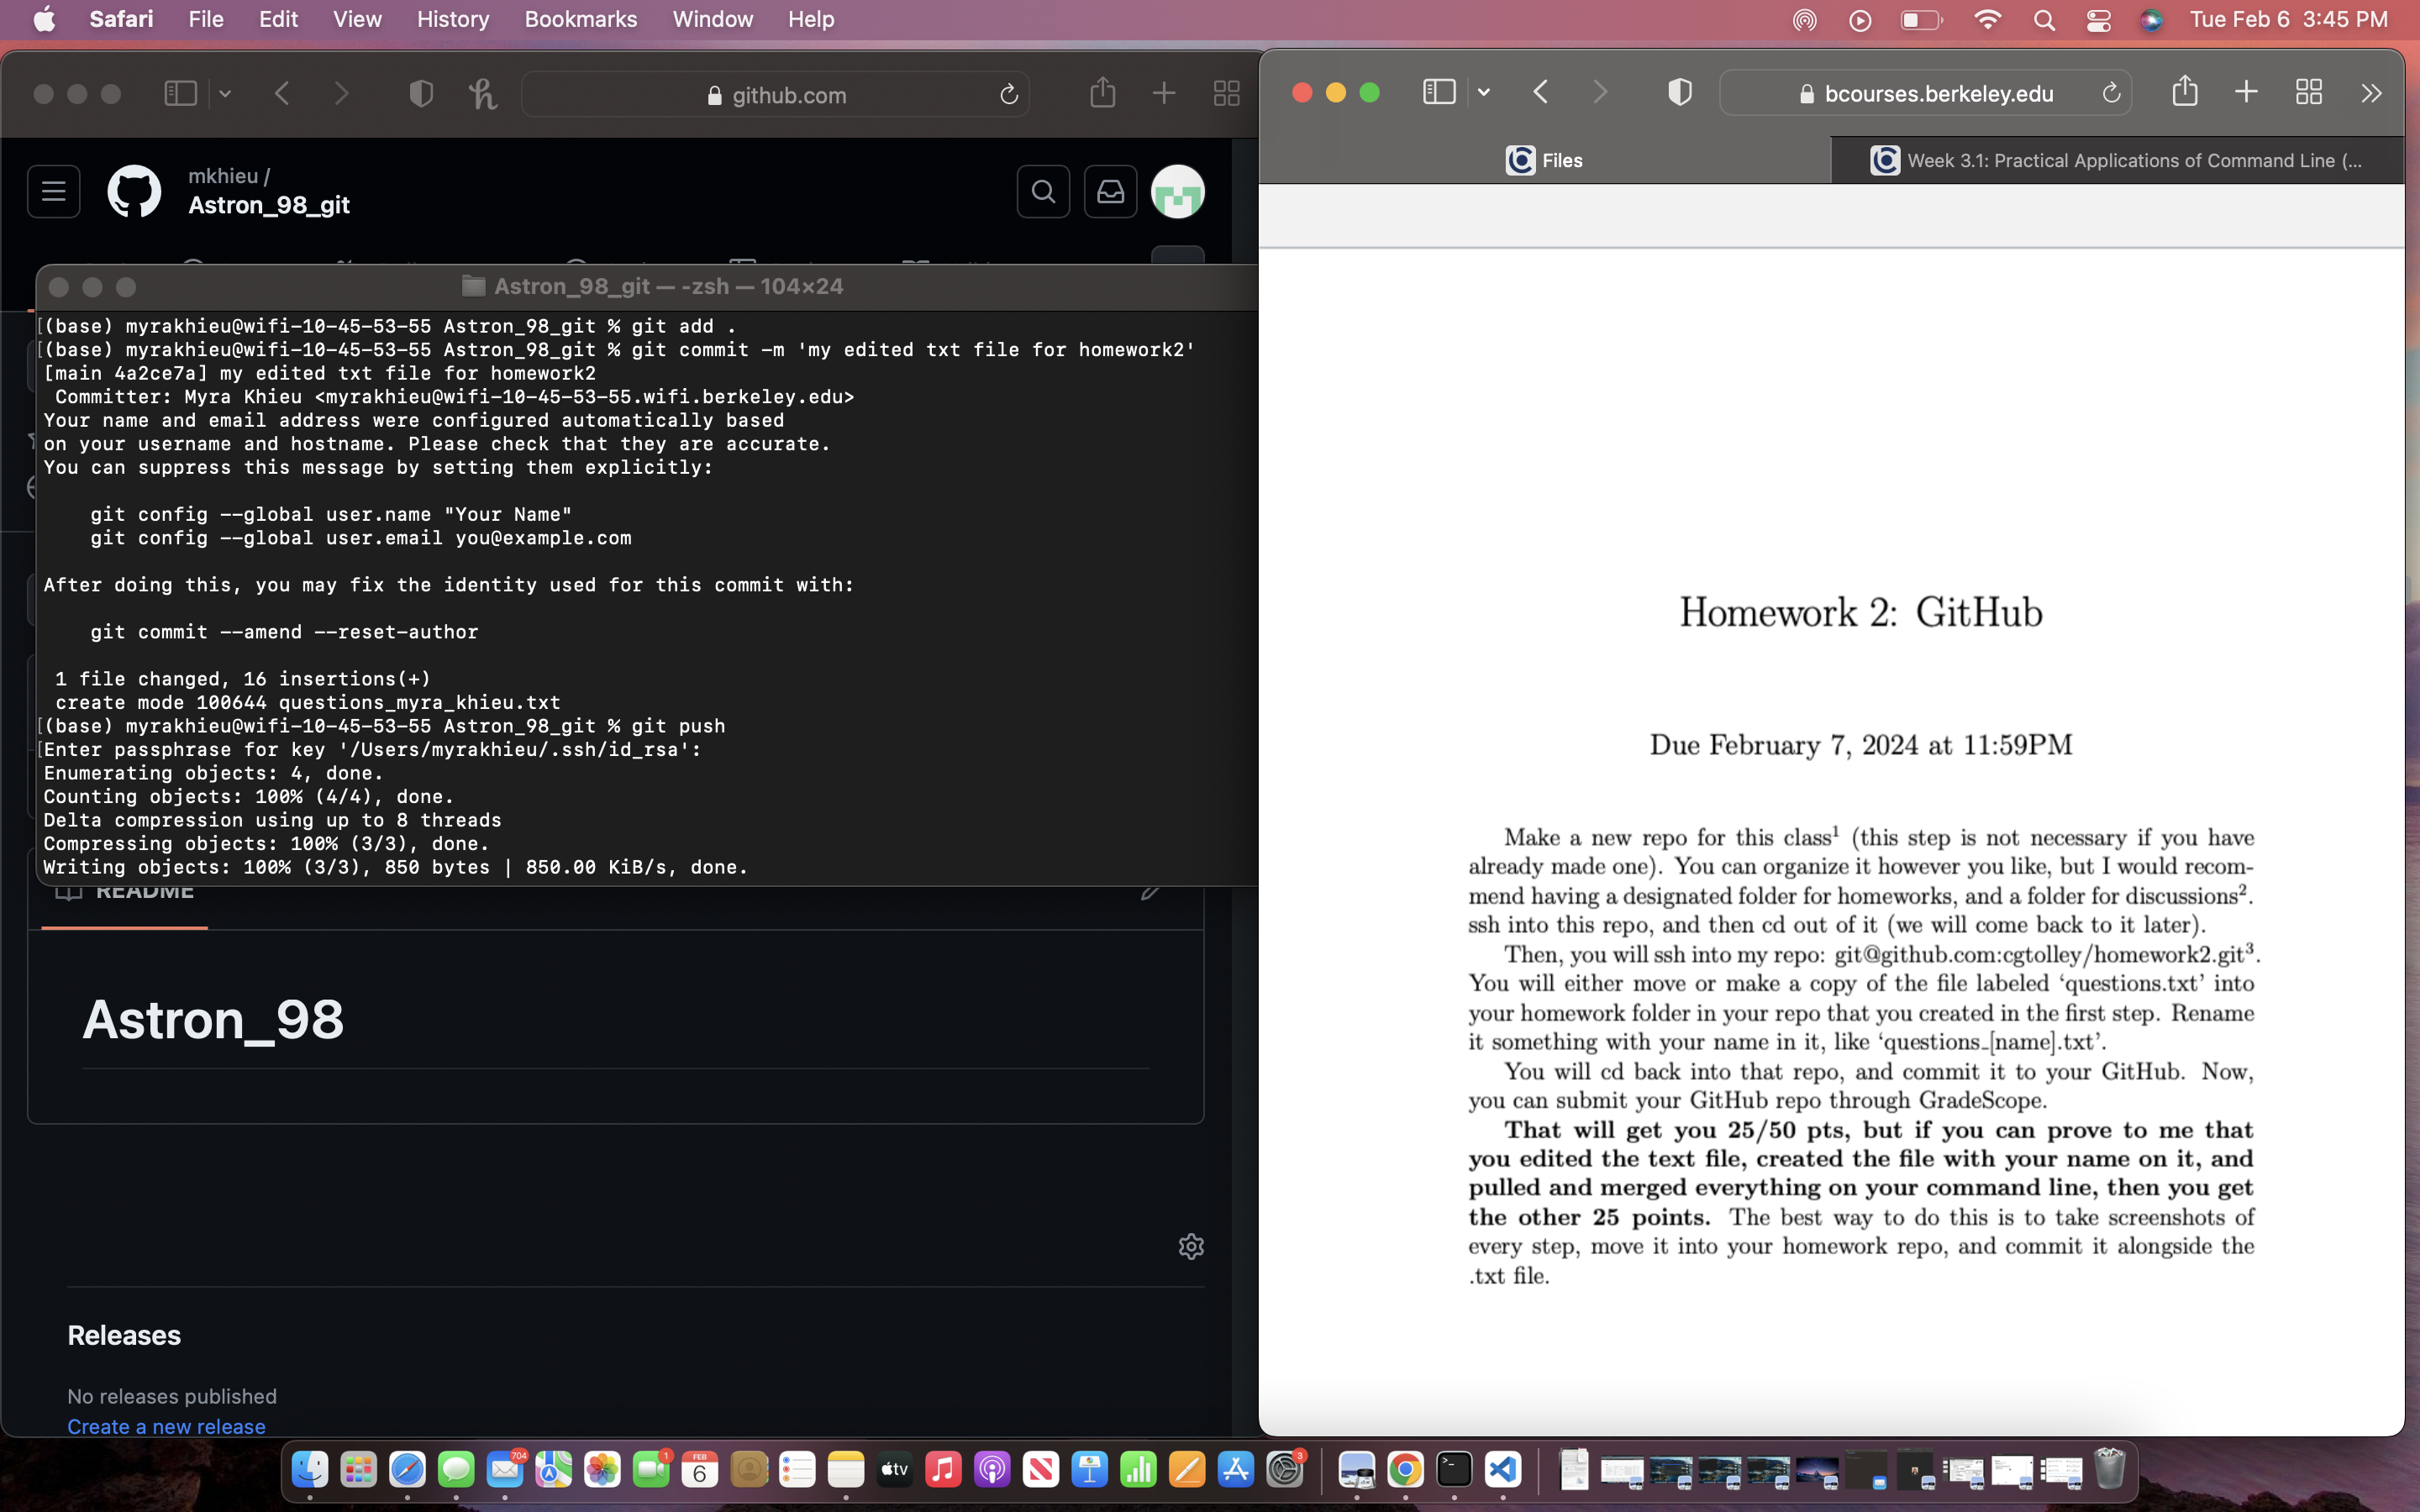 Safari File Edit View History Bookmarks Window Help Tue Feb 6 3:45 PM
github.com
mkhieu /
Astron_98_git
Astron_98_git — -zsh — 104×24
[(base) myrakhieu@wifi-10-45-53-55 Astron_98_git % git add .
[(base) myrakhieu@wifi-10-45-53-55 Astron_98_git % git commit -m 'my edited txt file for homework2'
[main 4a2ce7a] my edited txt file for homework2
Committer: Myra Khieu <myrakhieu@wifi-10-45-53-55.wifi.berkeley.edu>
Your name and email address were configured automatically based
on your username and hostname. Please check that they are accurate.
You can suppress this message by setting them explicitly:
git config --global user.name "Your Name"
git config --global user.email you@example.com
After doing this, you may fix the identity used for this commit with:
git commit --amend --reset-author
1 file changed, 16 insertions(+)
create mode 100644 questions_myra_khieu.txt
[(base) myrakhieu@wifi-10-45-53-55 Astron_98_git % git push
[Enter passphrase for key '/Users/myrakhieu/.ssh/id_rsa':
Enumerating objects: 4, done.
Counting objects: 100% (4/4), done.
Delta compression using up to 8 threads
Compressing objects: 100% (3/3), done.
Writing objects: 100% (3/3), 850 bytes | 850.00 KiB/s, done.
README
Astron_98
Releases
No releases published
Create a new release
bcourses.berkeley.edu
Files
Week 3.1: Practical Applications of Command Line (...
Homework 2: GitHub
Due February 7, 2024 at 11:59PM
Make a new repo for this class1 (this step is not necessary if you have
already made one). You can organize it however you like, but I would recom-
mend having a designated folder for homeworks, and a folder for discussions2.
ssh into this repo, and then cd out of it (we will come back to it later).
Then, you will ssh into my repo: git@github.com:cgtolley/homework2.git3.
You will either move or make a copy of the file labeled ‘questions.txt’ into
your homework folder in your repo that you created in the first step. Rename
it something with your name in it, like ‘questions_[name].txt’.
You will cd back into that repo, and commit it to your GitHub. Now,
you can submit your GitHub repo through GradeScope.
That will get you 25/50 pts, but if you can prove to me that
you edited the text file, created the file with your name on it, and
pulled and merged everything on your command line, then you get
the other 25 points. The best way to do this is to take screenshots of
every step, move it into your homework repo, and commit it alongside the
.txt file.
704
1
FEB
6
tv
3